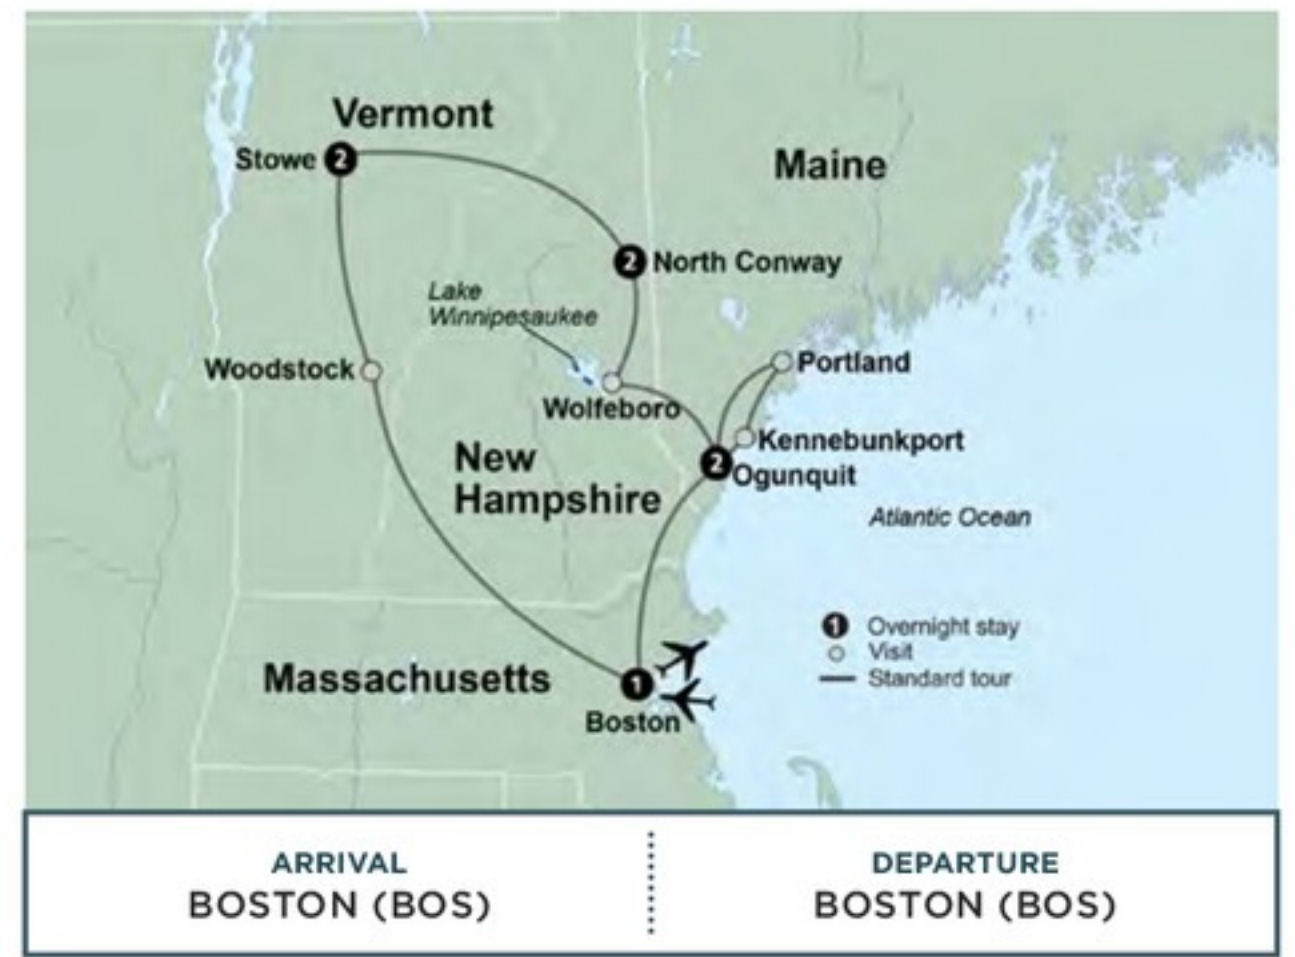 Vermont
Stowe 2
Maine
2 North Conway
Lake
Winnipesaukee
Woodstock
Portland
Wolfeboro
Kennebunkport
New
Hampshire
2
Ogunquit
Atlantic Ocean
1 Overnight stay
Visit
Standard tour
Massachusetts
1
Boston
ARRIVAL
BOSTON (BOS)
DEPARTURE
BOSTON (BOS)